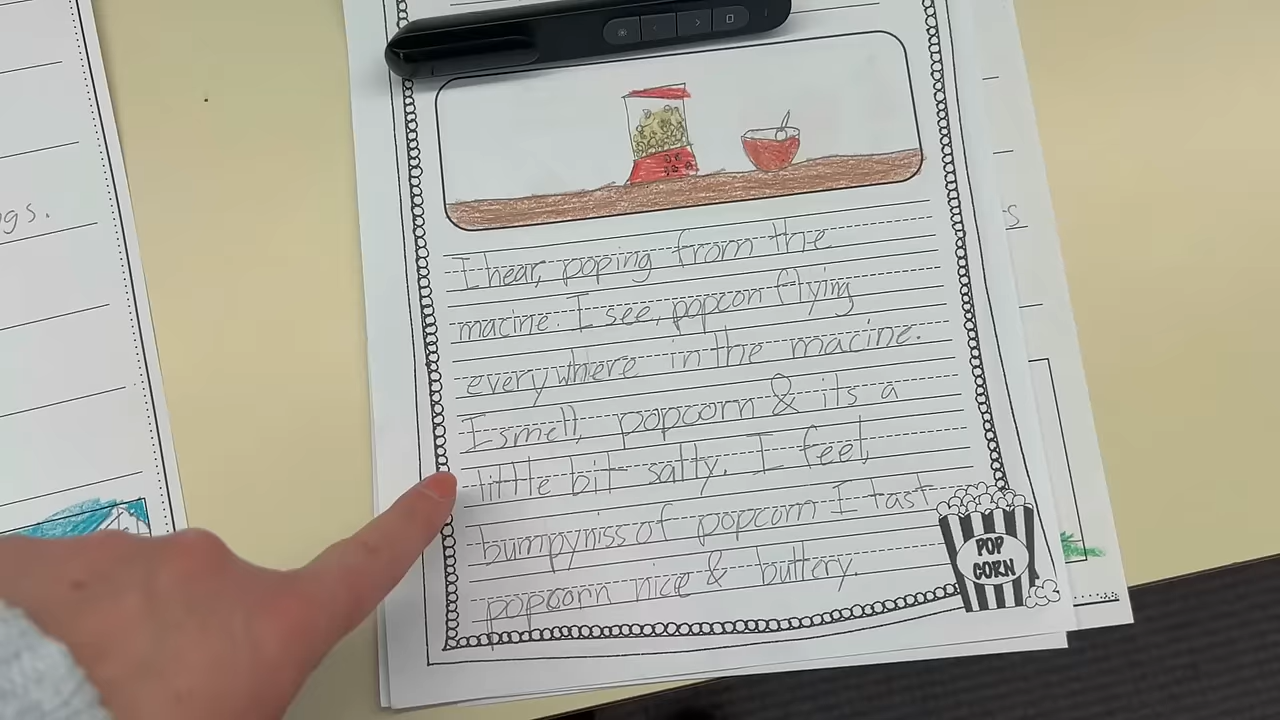 gs.
I hear, poping from the
macine. I see, popcon flying
everywhere in the macine.
I smell, popcorn & its a
little bit salty. I feel,
bumpyniss of popcorn I tast
popcorn nice & buttery.
POP
CORN